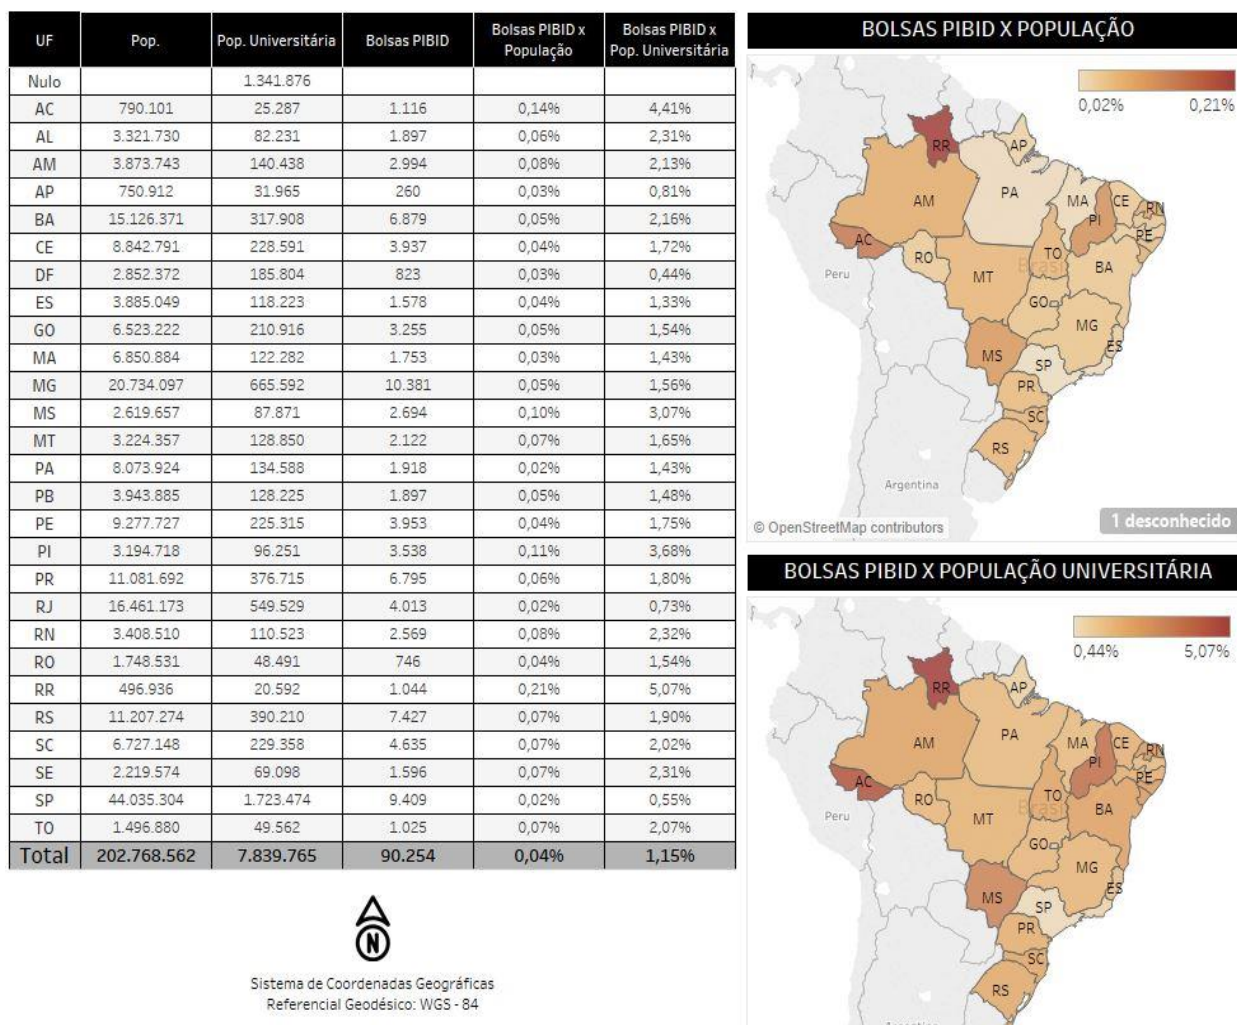 UF Pop. Pop. Universitária Bolsas PIBID Bolsas PIBID x População Bolsas PIBID x Pop. Universitária
Nulo 1.341.876
AC 790.101 25.287 1.116 0,14% 4,41%
AL 3.321.730 82.231 1.897 0,06% 2,31%
AM 3.873.743 140.438 2.994 0,08% 2,13%
AP 750.912 31.965 260 0,03% 0,81%
BA 15.126.371 317.908 6.879 0,05% 2,16%
CE 8.842.791 228.591 3.937 0,04% 1,72%
DF 2.852.372 185.804 823 0,03% 0,44%
ES 3.885.049 118.223 1.578 0,04% 1,33%
GO 6.523.222 210.916 3.255 0,05% 1,54%
MA 6.850.884 122.282 1.753 0,03% 1,43%
MG 20.734.097 665.592 10.381 0,05% 1,56%
MS 2.619.657 87.871 2.694 0,10% 3,07%
MT 3.224.357 128.850 2.122 0,07% 1,65%
PA 8.073.924 134.588 1.918 0,02% 1,43%
PB 3.943.885 128.225 1.897 0,05% 1,48%
PE 9.277.727 225.315 3.953 0,04% 1,75%
PI 3.194.718 96.251 3.538 0,11% 3,68%
PR 11.081.692 376.715 6.795 0,06% 1,80%
RJ 16.461.173 549.529 4.013 0,02% 0,73%
RN 3.408.510 110.523 2.569 0,08% 2,32%
RO 1.748.531 48.491 746 0,04% 1,54%
RR 496.936 20.592 1.044 0,21% 5,07%
RS 11.207.274 390.210 7.427 0,07% 1,90%
SC 6.727.148 229.358 4.635 0,07% 2,02%
SE 2.219.574 69.098 1.596 0,07% 2,31%
SP 44.035.304 1.723.474 9.409 0,02% 0,55%
TO 1.496.880 49.562 1.025 0,07% 2,07%
Total 202.768.562 7.839.765 90.254 0,04% 1,15%
N
Sistema de Coordenadas Geográficas
Referencial Geodésico: WGS - 84
BOLSAS PIBID X POPULAÇÃO
0,02% 0,21%
RR AP
AM PA MA CE RN
PI
AC PE
RO TO
Brasil
Peru MT BA
GO
MG
MS ES
SP
PR
SC
RS
Argentina
© OpenStreetMap contributors 1 desconhecido
BOLSAS PIBID X POPULAÇÃO UNIVERSITÁRIA
0,44% 5,07%
RR AP
AM PA MA CE RN
PI
AC PE
RO TO
Brasil
Peru MT BA
GO
MG
MS ES
SP
PR
SC
RS